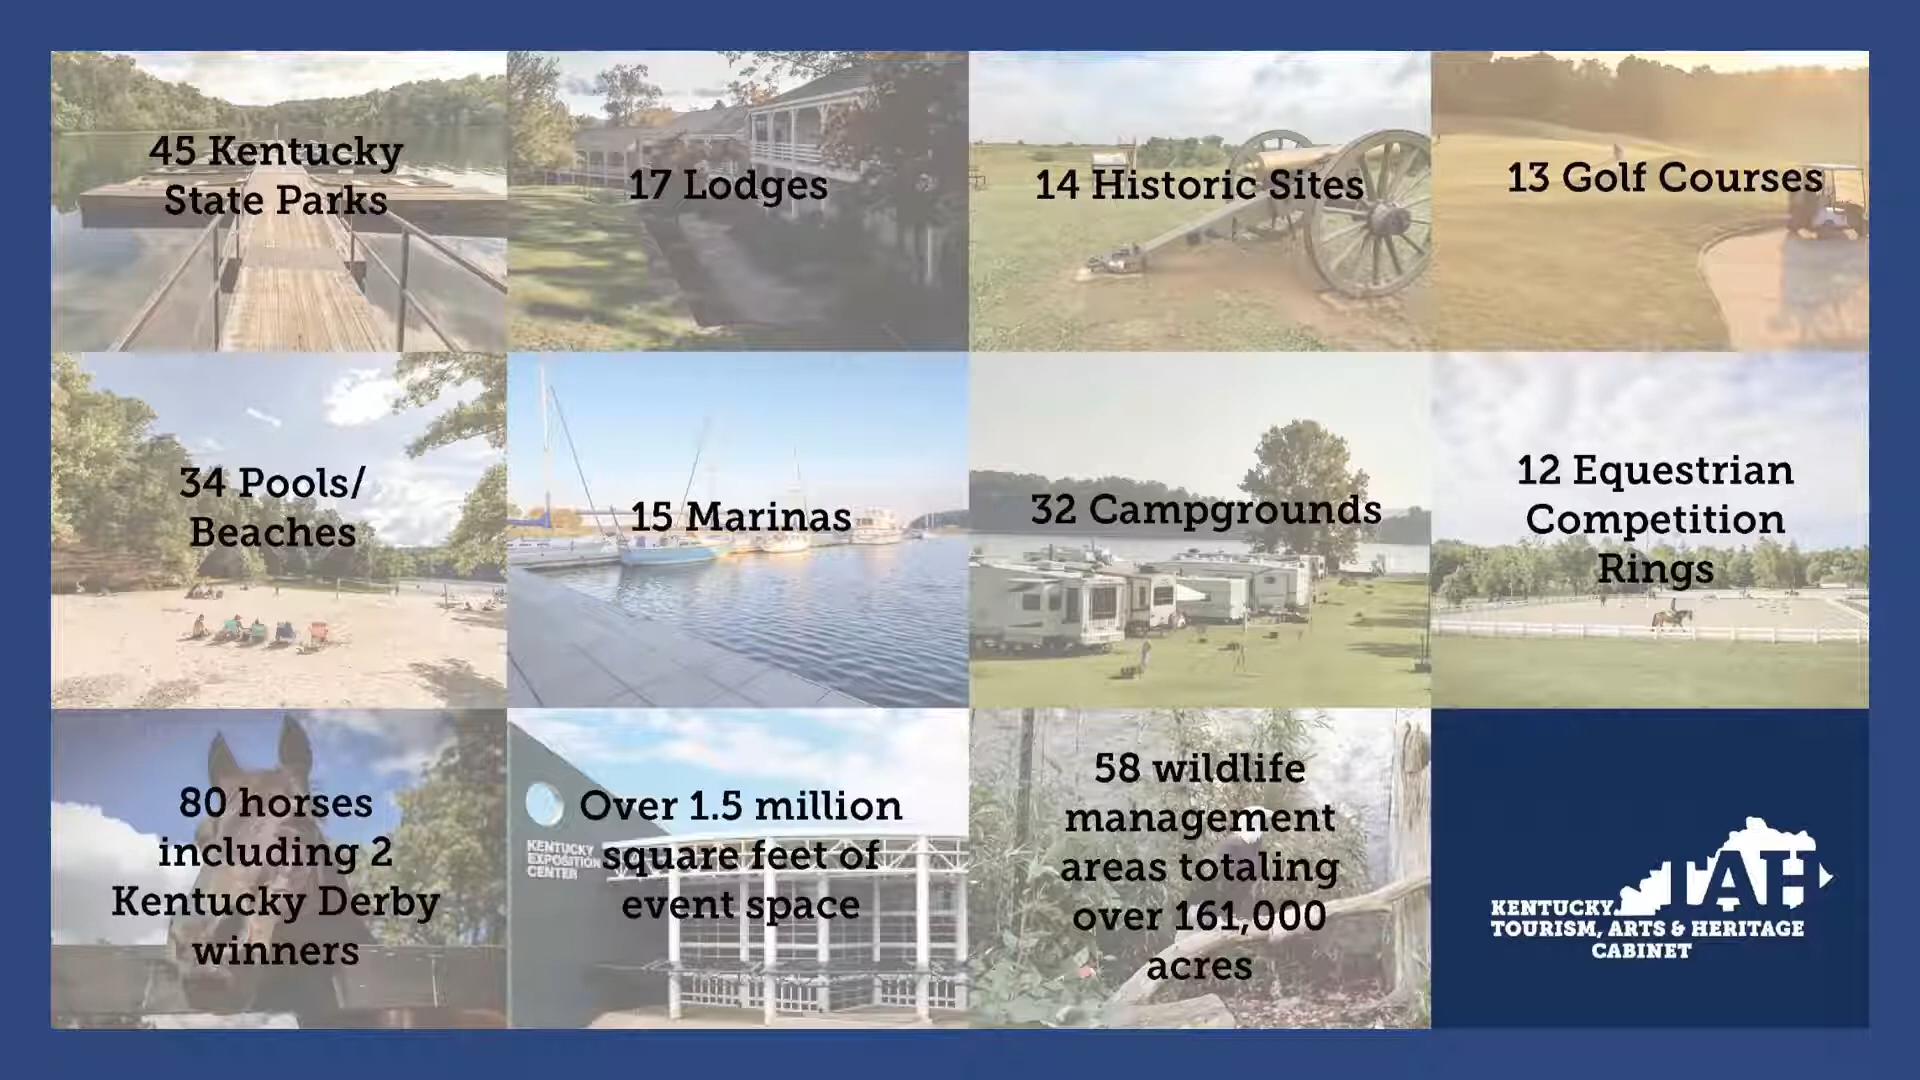 45 Kentucky
State Parks
17 Lodges
14 Historic Sites
13 Golf Courses
34 Pools/
Beaches
15 Marinas
32 Campgrounds
12 Equestrian
Competition
Rings
80 horses
including 2
Kentucky Derby
winners
Over 1.5 million
square feet of
event space
KENTUCKY
EXPOSITION
CENTER
58 wildlife
management
areas totaling
over 161,000
acres
TAH
KENTUCKY
TOURISM, ARTS & HERITAGE
CABINET